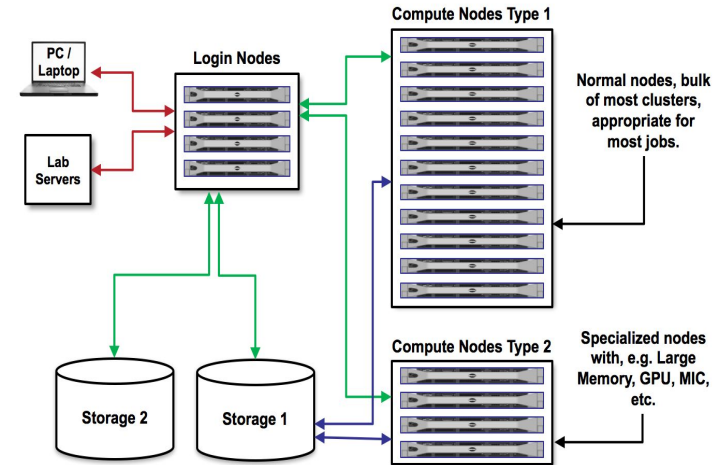 Compute Nodes Type 1
PC /
Laptop
Login Nodes
Normal nodes, bulk
of most clusters,
appropriate for
most jobs.
Lab
Servers
Compute Nodes Type 2
Specialized nodes
with, e.g. Large
Memory, GPU, MIC,
etc.
Storage 2
Storage 1